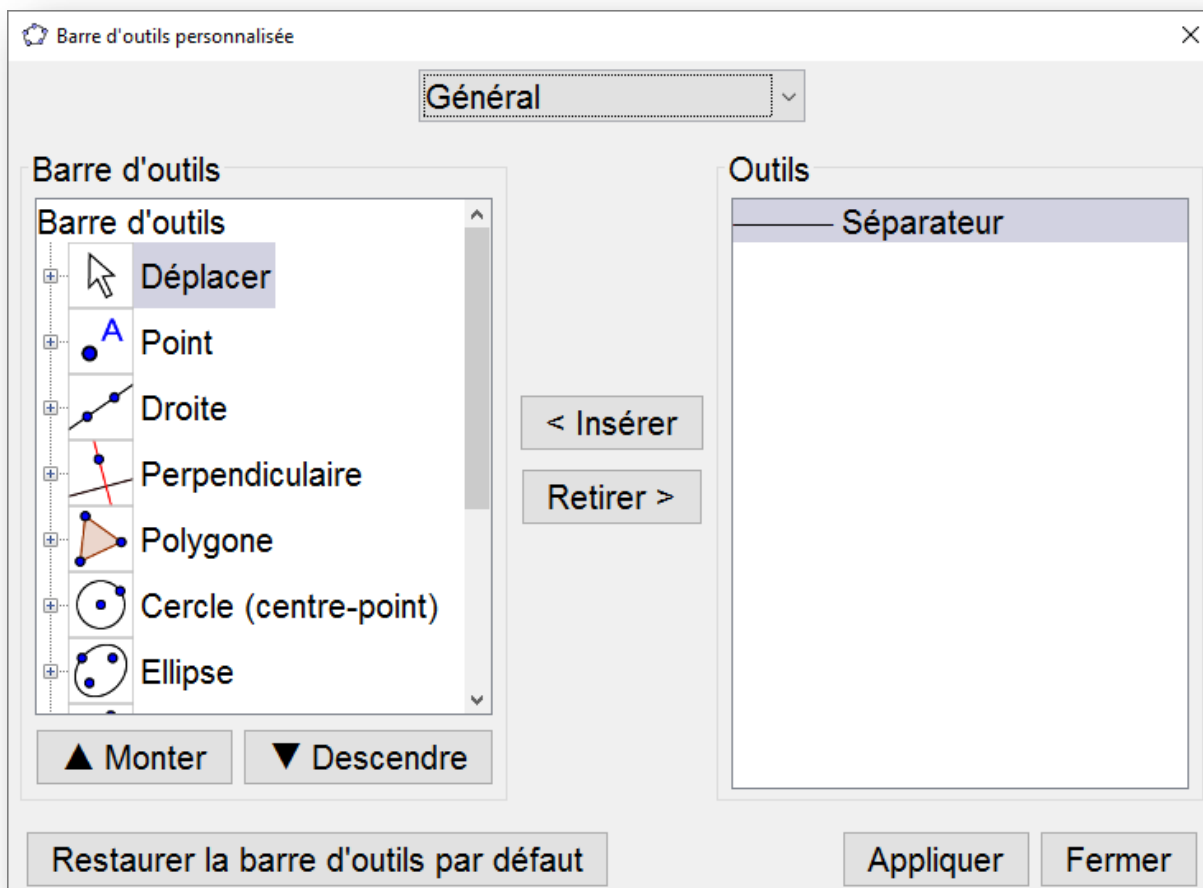 Barre d'outils personnalisée
Général
Barre d'outils
Barre d'outils
Déplacer
A Point
Droite
Perpendiculaire
Polygone
Cercle (centre-point)
Ellipse
▲ Monter
▼ Descendre
< Insérer
Retirer >
Outils
Séparateur
Restaurer la barre d'outils par défaut
Appliquer
Fermer